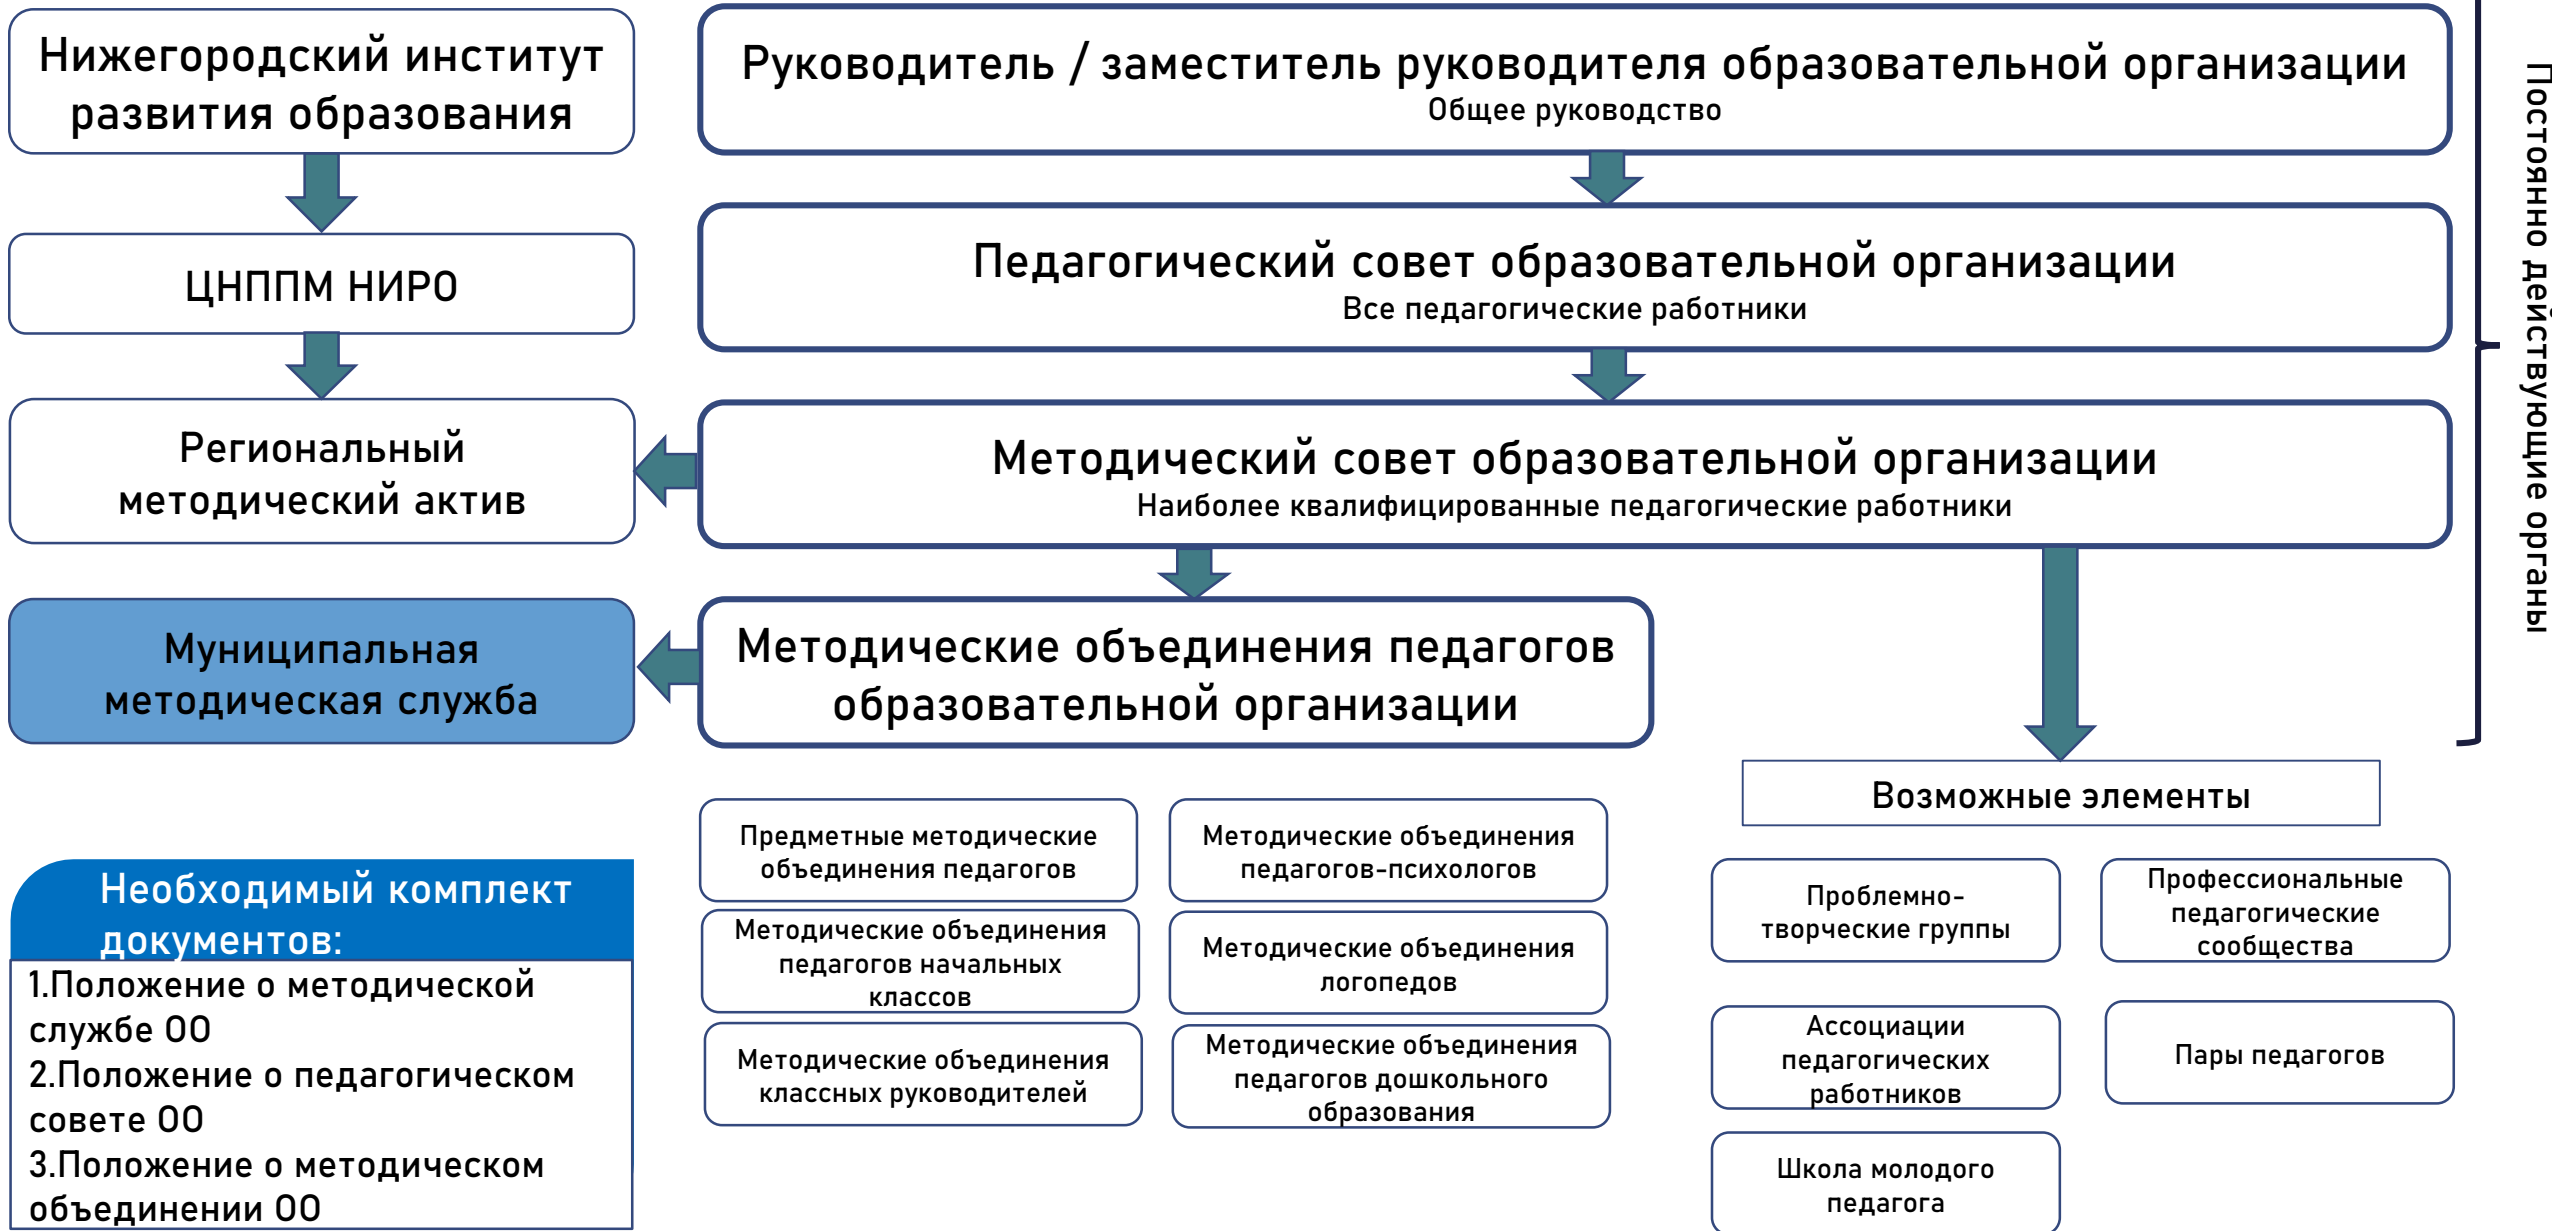 Нижегородский институт
развития образования
ЦНППМ НИРО
Региональный
методический актив
Муниципальная
методическая служба
Необходимый комплект
документов:
1.Положение о методической
службе ОО
2.Положение о педагогическом
совете ОО
3.Положение о методическом
объединении ОО
Руководитель / заместитель руководителя образовательной организации
Общее руководство
Педагогический совет образовательной организации
Все педагогические работники
Методический совет образовательной организации
Наиболее квалифицированные педагогические работники
Методические объединения педагогов
образовательной организации
Предметные методические
объединения педагогов
Методические объединения
педагогов-психологов
Методические объединения
педагогов начальных
классов
Методические объединения
логопедов
Методические объединения
классных руководителей
Методические объединения
педагогов дошкольного
образования
Возможные элементы
Проблемно-
творческие группы
Профессиональные
педагогические
сообщества
Ассоциации
педагогических
работников
Пары педагогов
Школа молодого
педагога
Постоянно действующие органы